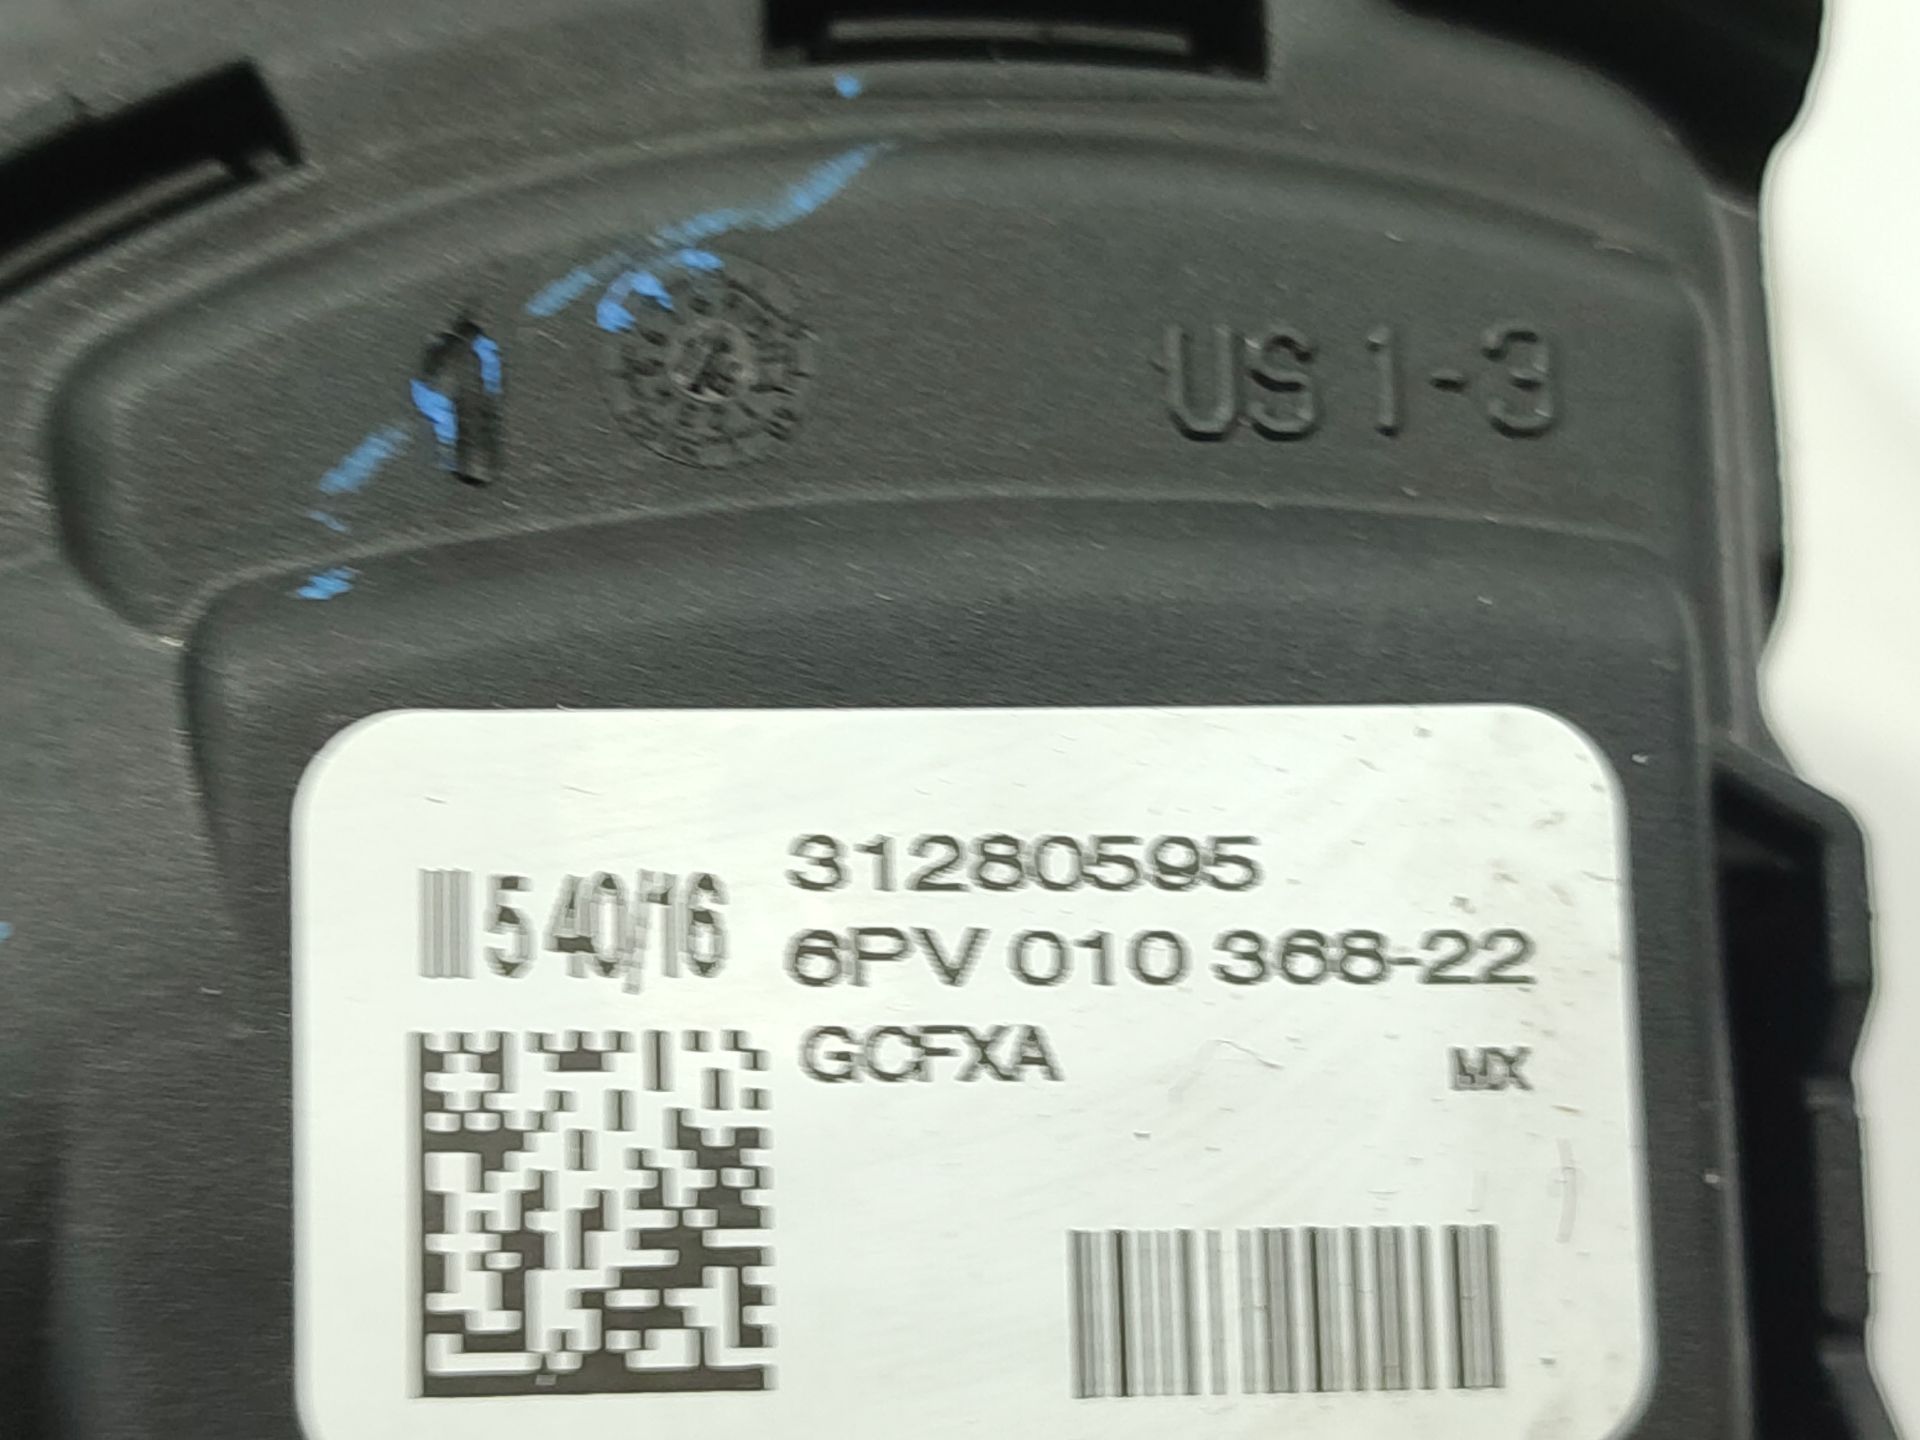 US 1-3
31280595
5 40/16
6PV 010 368-22
GCFXA
MX